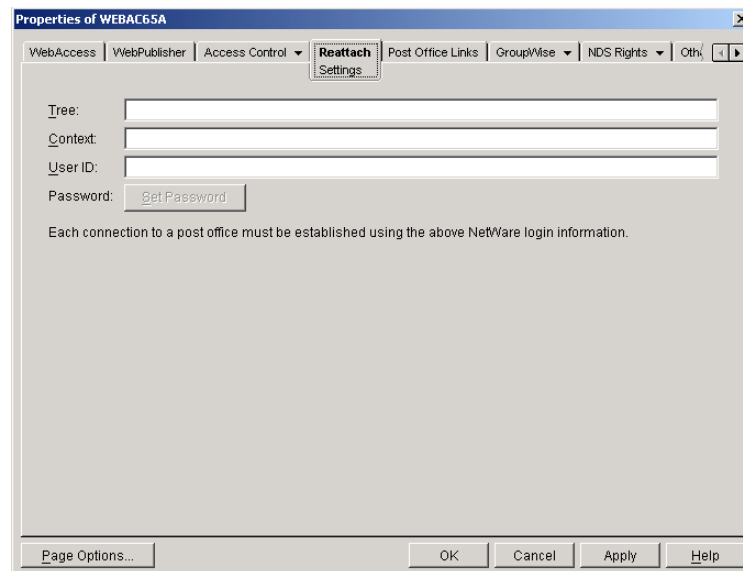 Properties of WEBAC65A
WebAccess WebPublisher Access Control Reattach Post Office Links GroupWise NDS Rights
Settings
Tree:
Context:
User ID:
Password: Set Password
Each connection to a post office must be established using the above NetWare login information.
Page Options... OK Cancel Apply Help